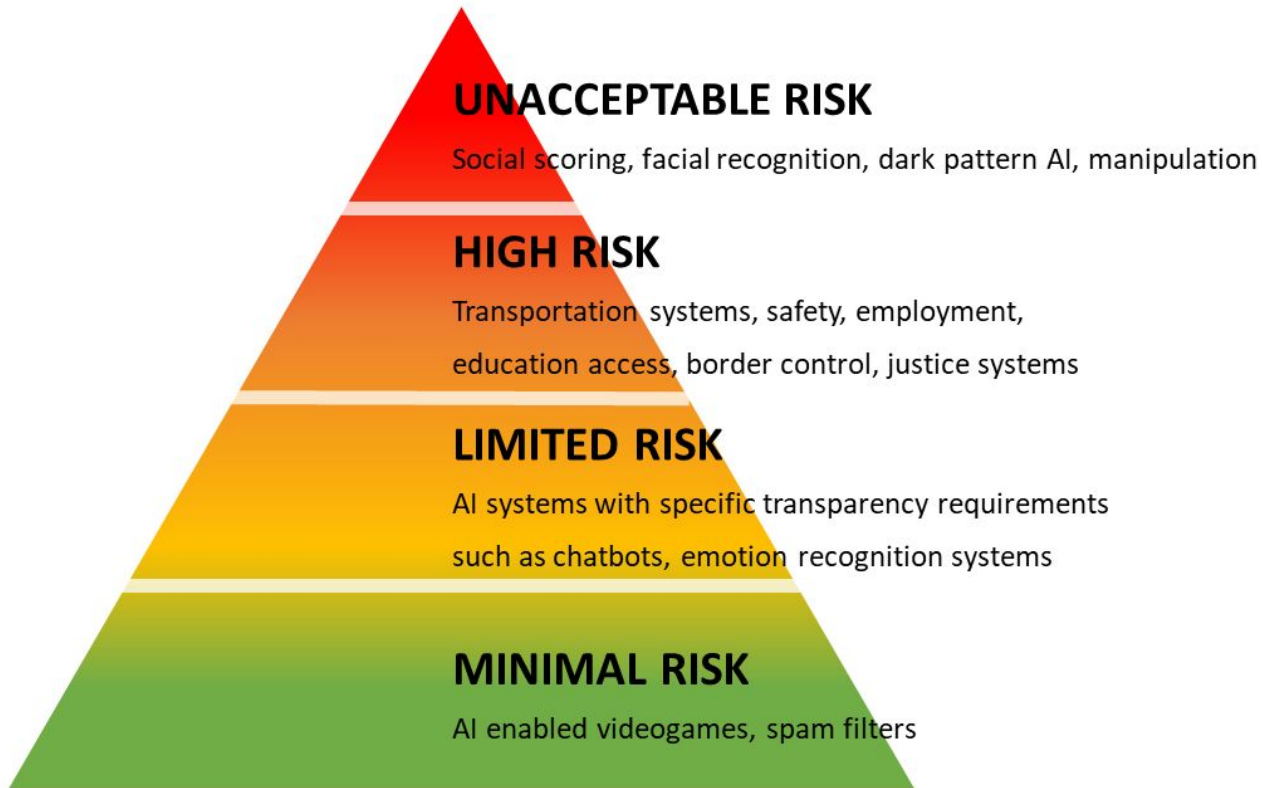 UNACCEPTABLE RISK
Social scoring, facial recognition, dark pattern AI, manipulation
HIGH RISK
Transportation systems, safety, employment,
education access, border control, justice systems
LIMITED RISK
AI systems with specific transparency requirements
such as chatbots, emotion recognition systems
MINIMAL RISK
AI enabled videogames, spam filters